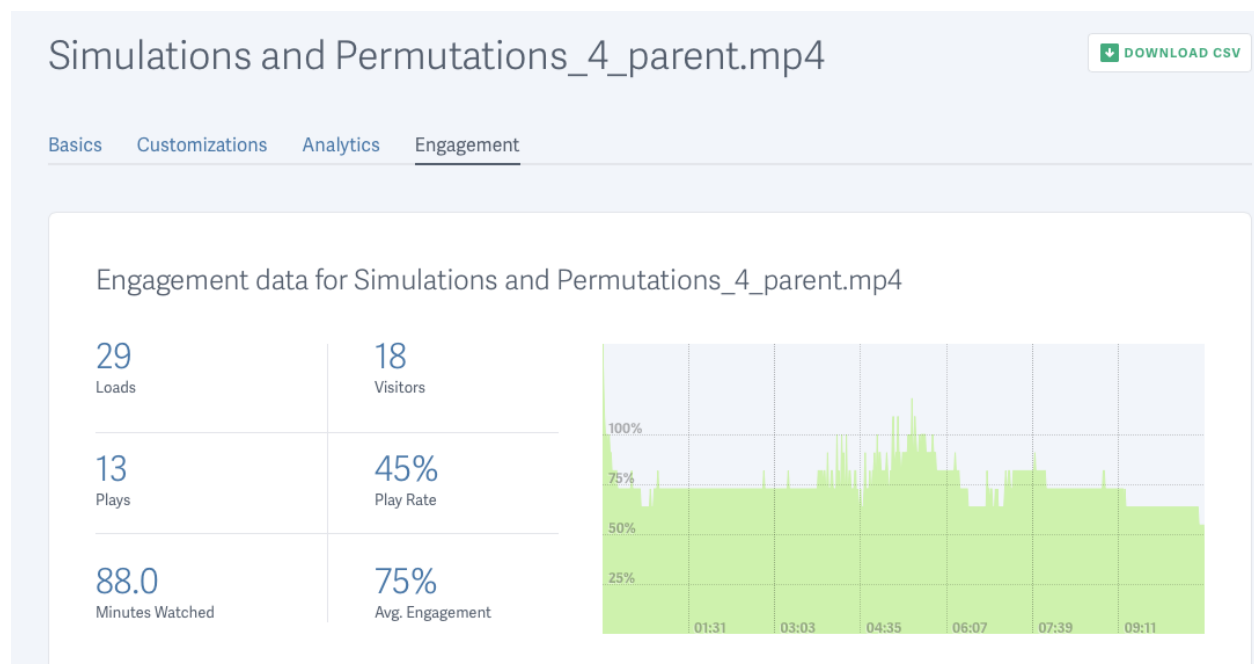 Simulations and Permutations_4_parent.mp4
DOWNLOAD CSV
Basics Customizations Analytics Engagement
Engagement data for Simulations and Permutations_4_parent.mp4
29
Loads
18
Visitors
13
Plays
45%
Play Rate
88.0
Minutes Watched
75%
Avg. Engagement
100%
75%
50%
25%
01:31 03:03 04:35 06:07 07:39 09:11